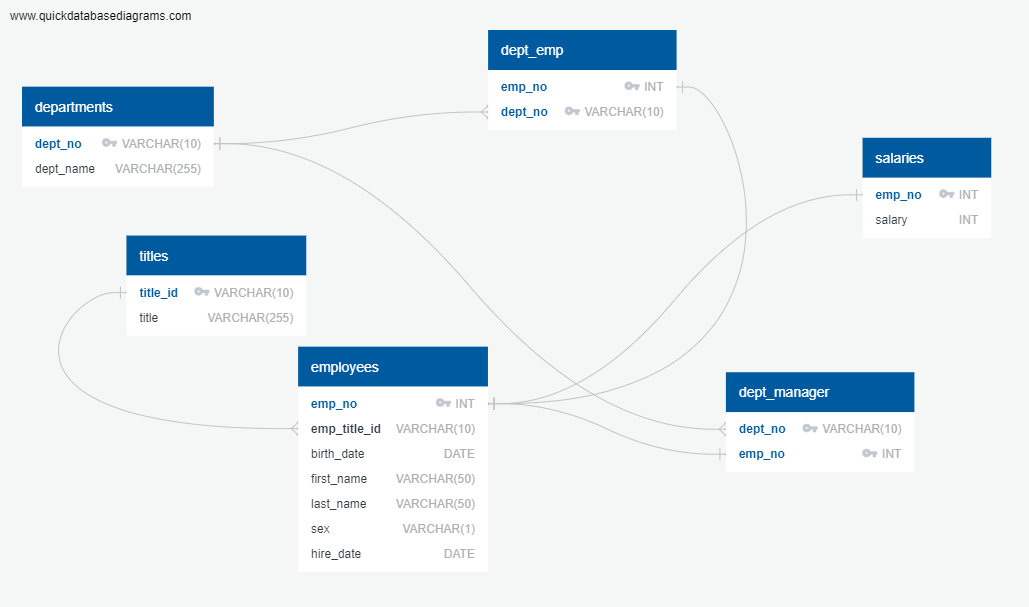 www.quickdatabasediagrams.com
dept_emp
emp_no INT
dept_no VARCHAR(10)
departments
dept_no VARCHAR(10)
dept_name VARCHAR(255)
salaries
emp_no INT
salary INT
titles
title_id VARCHAR(10)
title VARCHAR(255)
employees
emp_no INT
emp_title_id VARCHAR(10)
birth_date DATE
first_name VARCHAR(50)
last_name VARCHAR(50)
sex VARCHAR(1)
hire_date DATE
dept_manager
dept_no VARCHAR(10)
emp_no INT